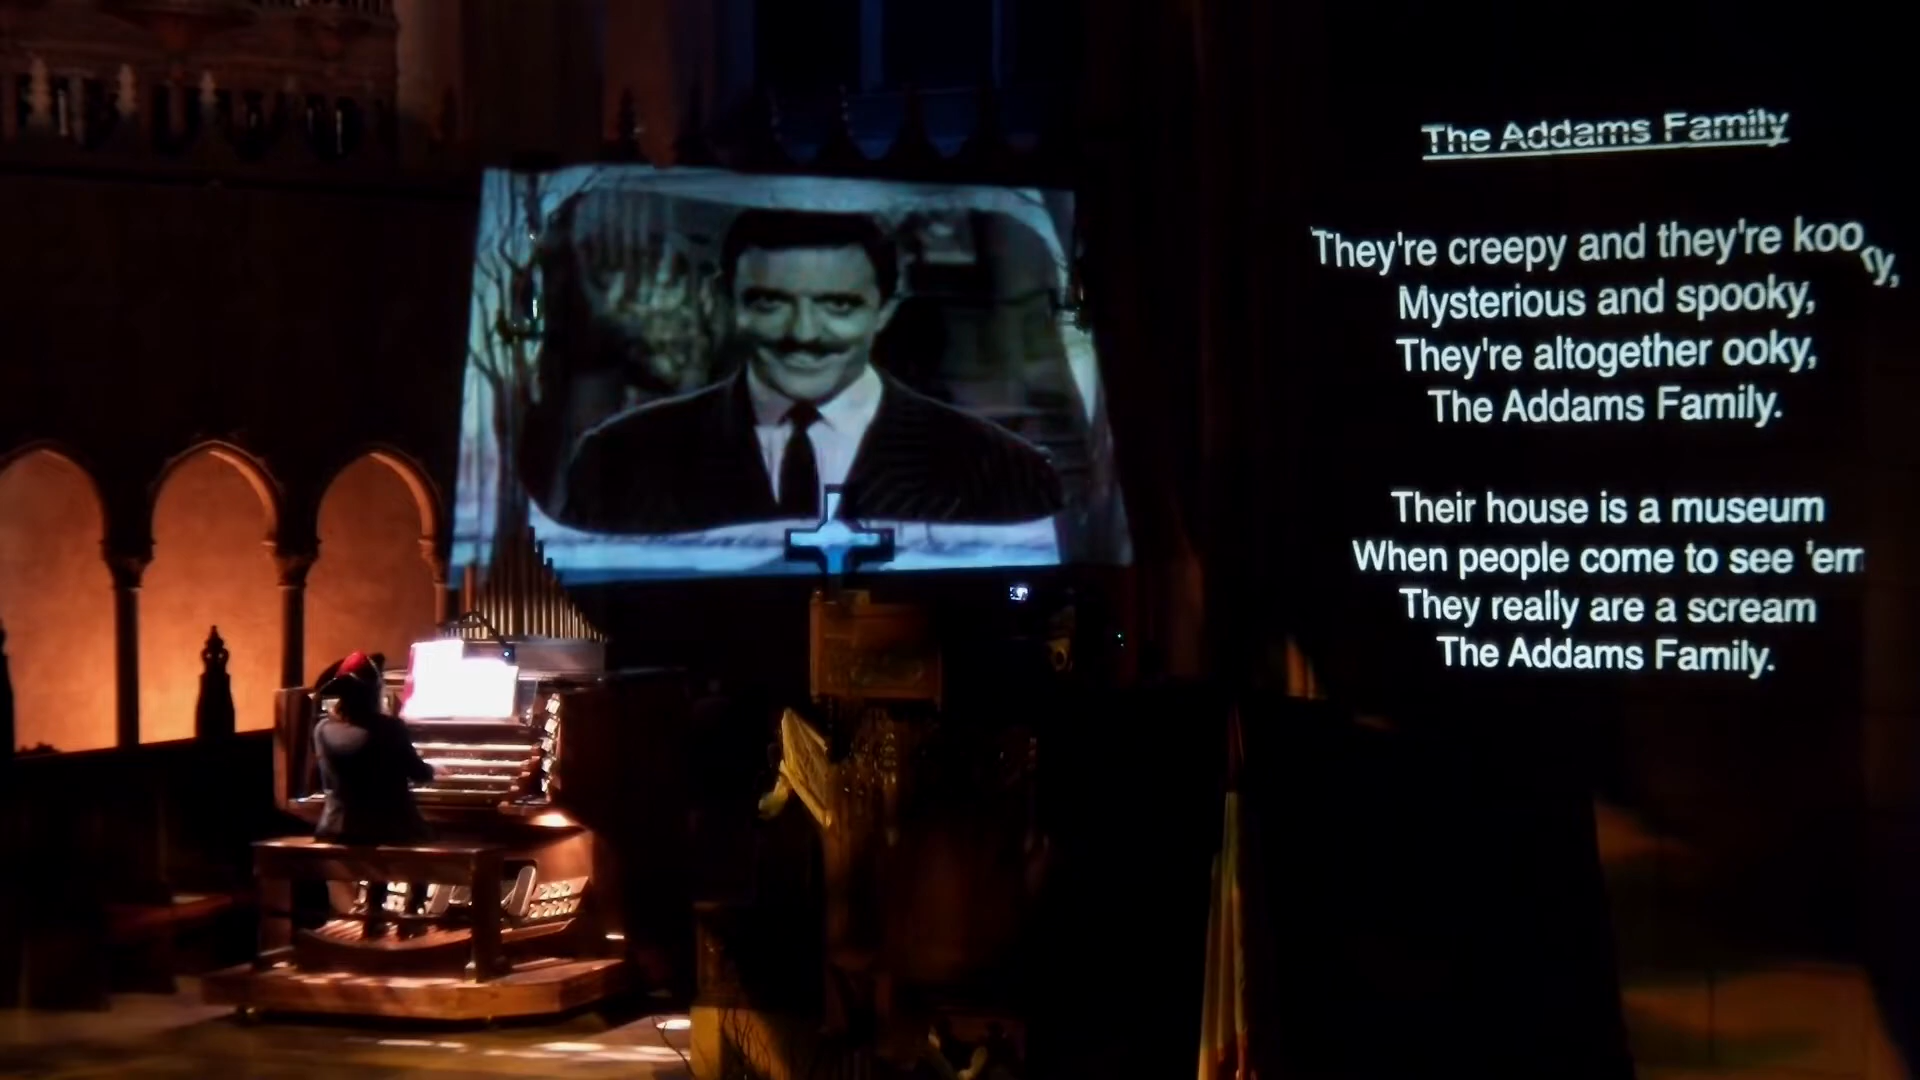 The Addams Family
They're creepy and they're kooky,
Mysterious and spooky,
They're altogether ooky,
The Addams Family.
Their house is a museum
When people come to see 'em
They really are a scream
The Addams Family.